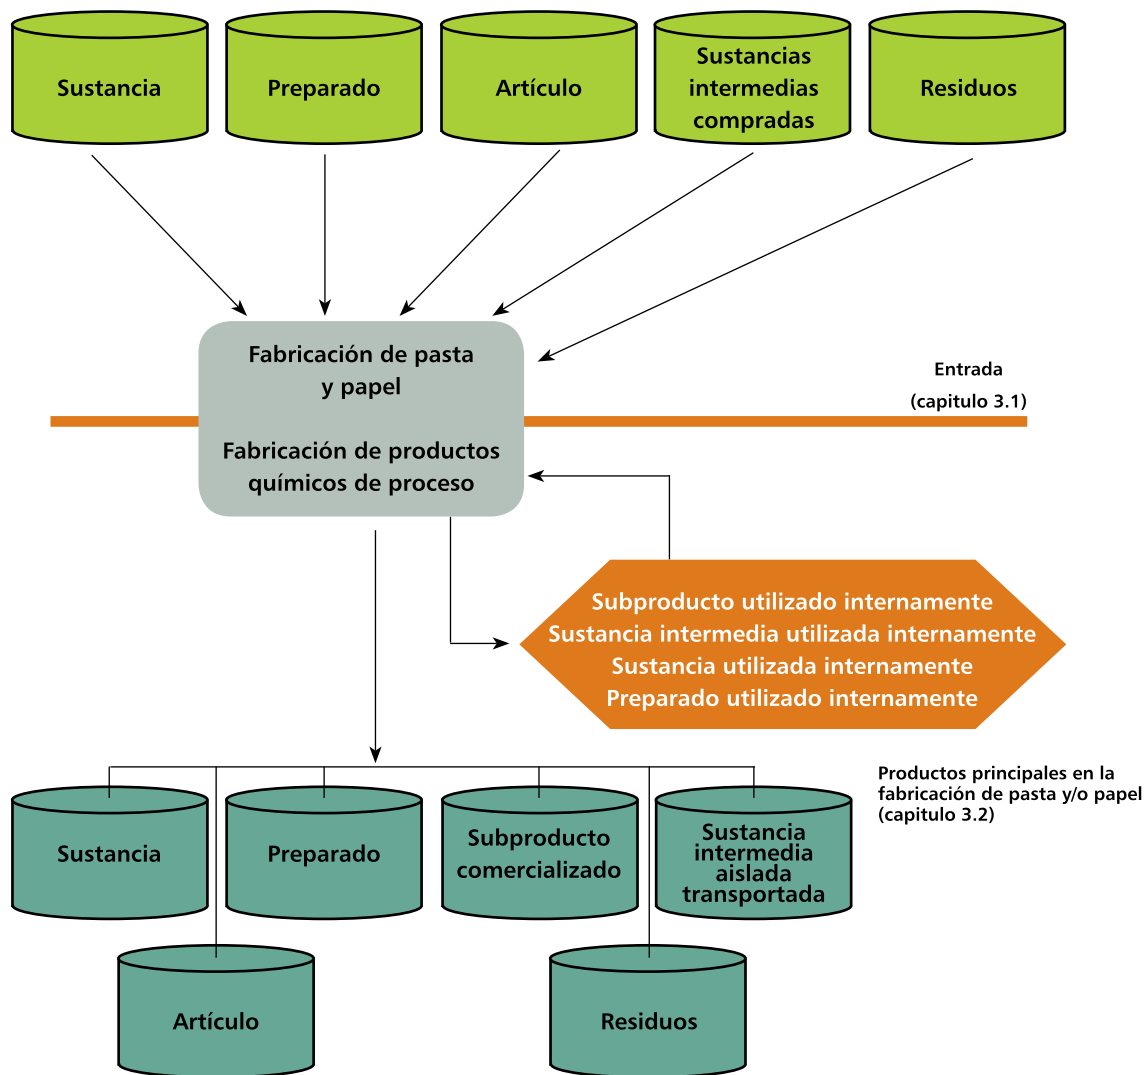 Sustancia
Preparado
Artículo
Sustancias
intermedias
compradas
Residuos
Fabricación de pasta
y papel
Fabricación de productos
químicos de proceso
Entrada
(capitulo 3.1)
Subproducto utilizado internamente
Sustancia intermedia utilizada internamente
Sustancia utilizada internamente
Preparado utilizado internamente
Productos principales en la
fabricación de pasta y/o papel
(capitulo 3.2)
Sustancia
Preparado
Subproducto
comercializado
Sustancia
intermedia
aislada
transportada
Artículo
Residuos